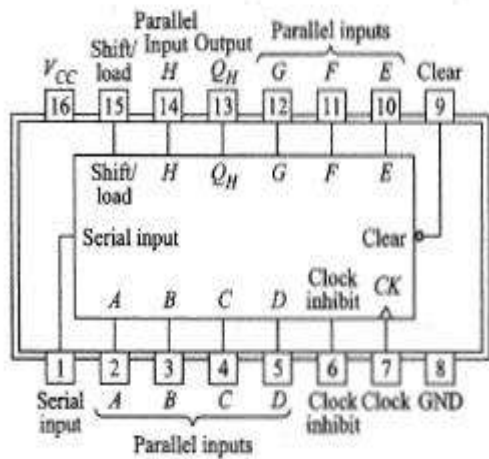 Parallel
Input Output Parallel inputs
V_CC Shift/ load H Q_H G F E Clear
16 15 14 13 12 11 10 9
Shift/ load H Q_H G F E
Serial input Clear
A B C D Clock inhibit CK
1 2 3 4 5 6 7 8
Serial input A B C D Clock inhibit Clock GND
Parallel inputs